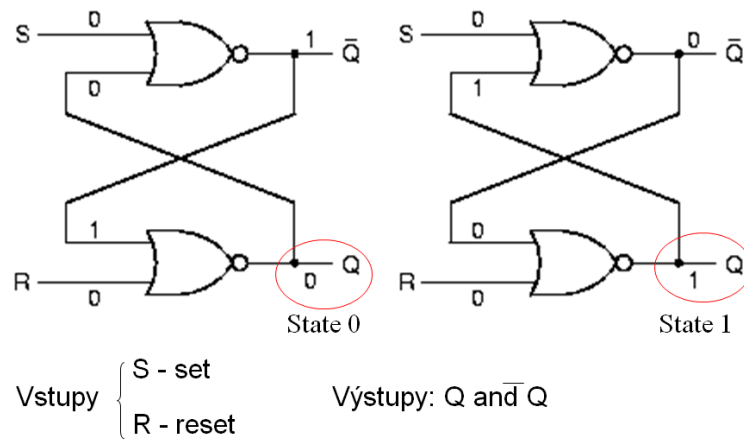 S 0 1 Q̄
0
1
R 0 0 Q
State 0
S 0 0 Q̄
1
0
R 0 1 Q
State 1
Vstupy { S - set
R - reset
Výstupy: Q and̅ Q